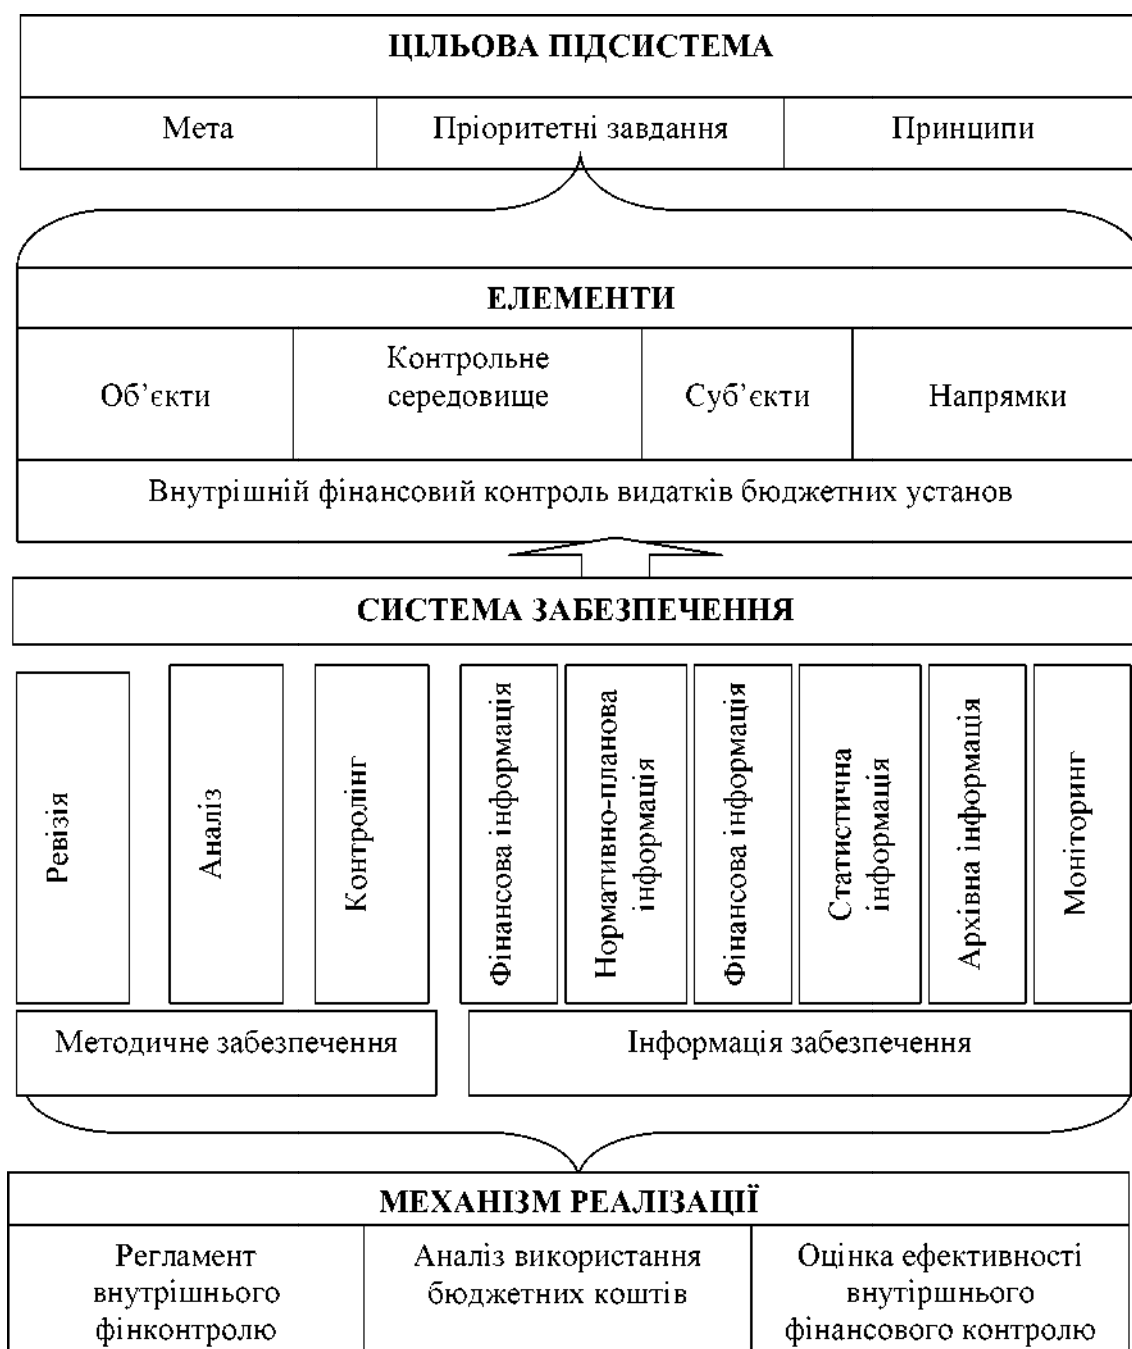 ЦІЛЬОВА ПІДСИСТЕМА
Мета
Пріоритетні завдання
Принципи
ЕЛЕМЕНТИ
Об’єкти
Контрольне
середовище
Суб’єкти
Напрямки
Внутрішній фінансовий контроль видатків бюджетних установ
СИСТЕМА ЗАБЕЗПЕЧЕННЯ
Ревізія
Аналіз
Контролінг
Фінансова інформація
Нормативно-планова
інформація
Фінансова інформація
Статистична
інформація
Архівна інформація
Моніторинг
Методичне забезпечення
Інформація забезпечення
МЕХАНІЗМ РЕАЛІЗАЦІЇ
Регламент
внутрішнього
фінконтролю
Аналіз використання
бюджетних коштів
Оцінка ефективності
внутіршнього
фінансового контролю